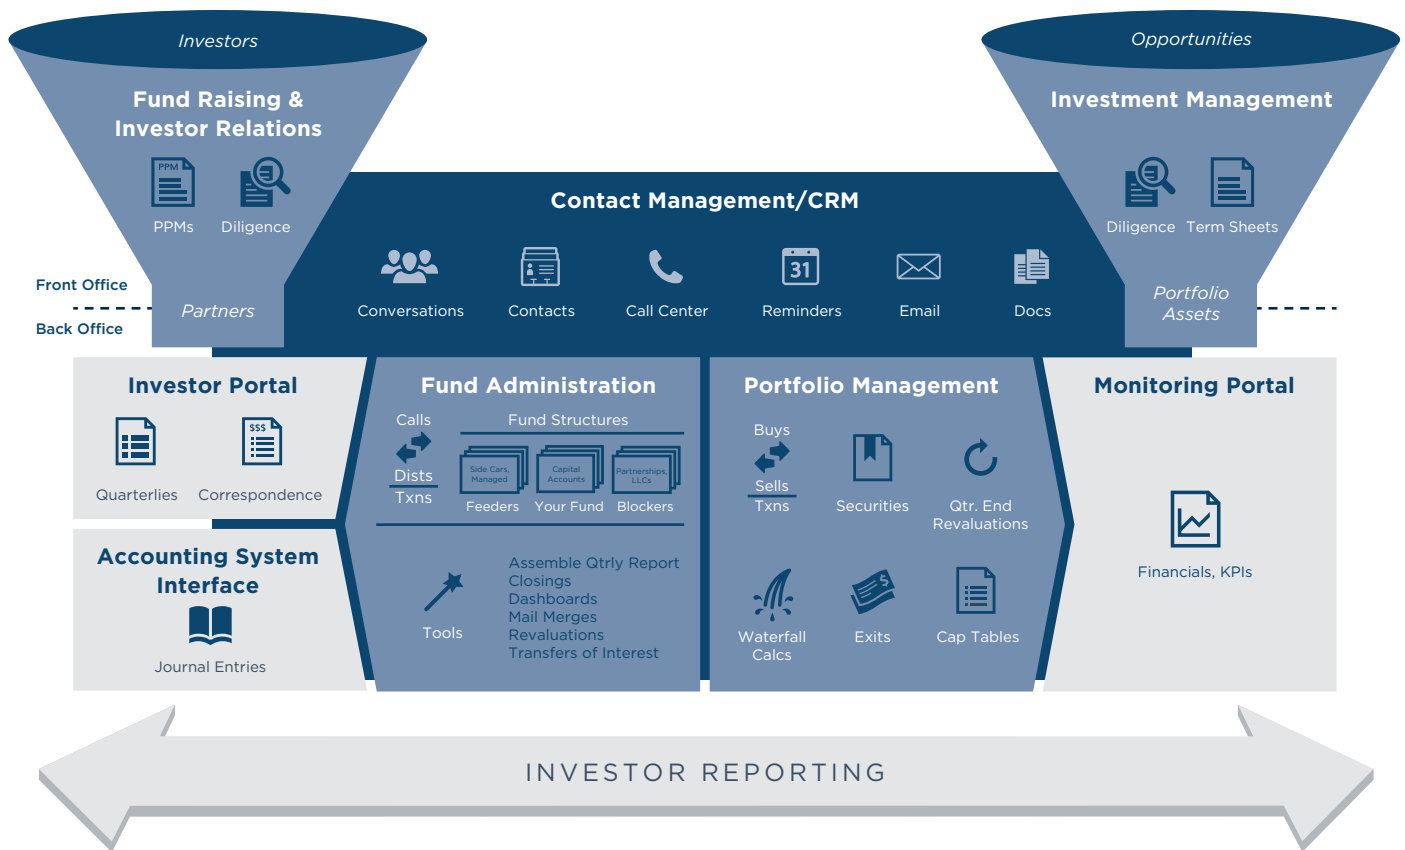 Investors
Fund Raising &
Investor Relations
PPM
PPMs
Diligence
Partners
Opportunities
Investment Management
Diligence
Term Sheets
Portfolio
Assets
Contact Management/CRM
31
Conversations
Contacts
Call Center
Reminders
Email
Docs
Front Office
Back Office
Investor Portal
$$$
Quarterlies
Correspondence
Accounting System
Interface
Journal Entries
Fund Administration
Calls
Dists
Txns
Fund Structures
Side Cars,
Managed
Feeders
Capital
Accounts
Your Fund
Partnerships,
LLCs
Blockers
Tools
Assemble Qtrly Report
Closings
Dashboards
Mail Merges
Revaluations
Transfers of Interest
Portfolio Management
Buys
Sells
Txns
Securities
Qtr. End
Revaluations
Waterfall
Calcs
$
Exits
Cap Tables
Monitoring Portal
Financials, KPIs
INVESTOR REPORTING